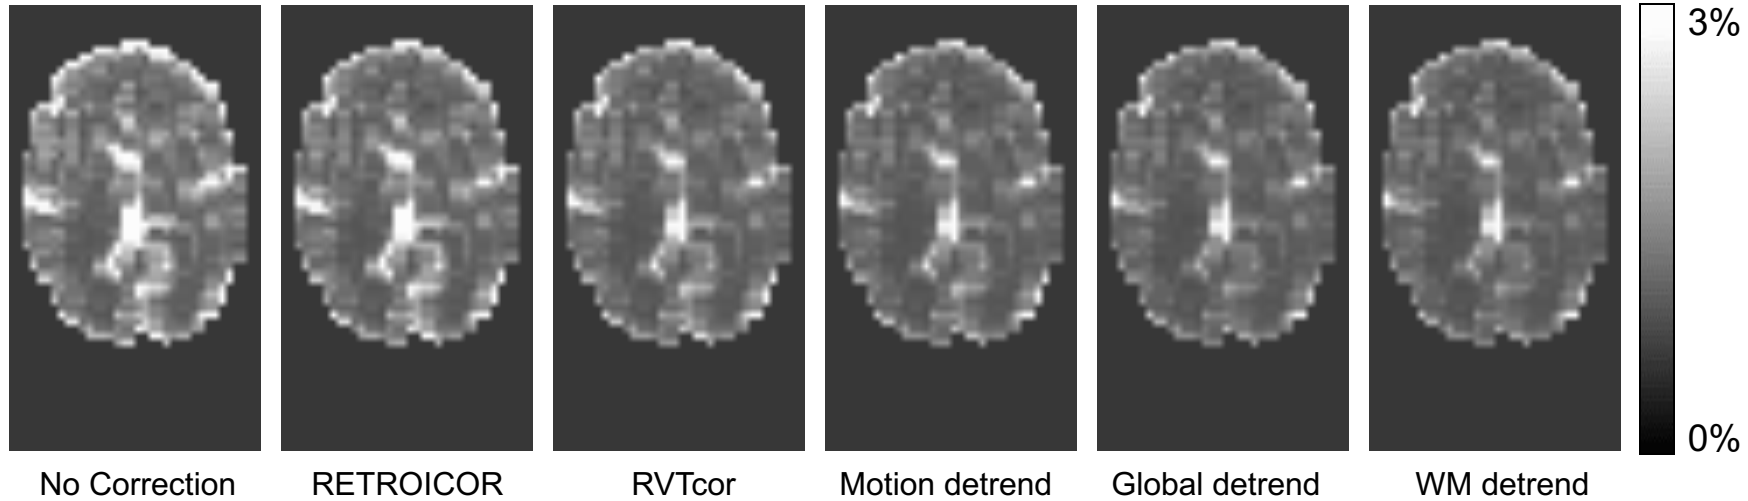 3%
0%
No Correction
RETROICOR
RVTcor
Motion detrend
Global detrend
WM detrend